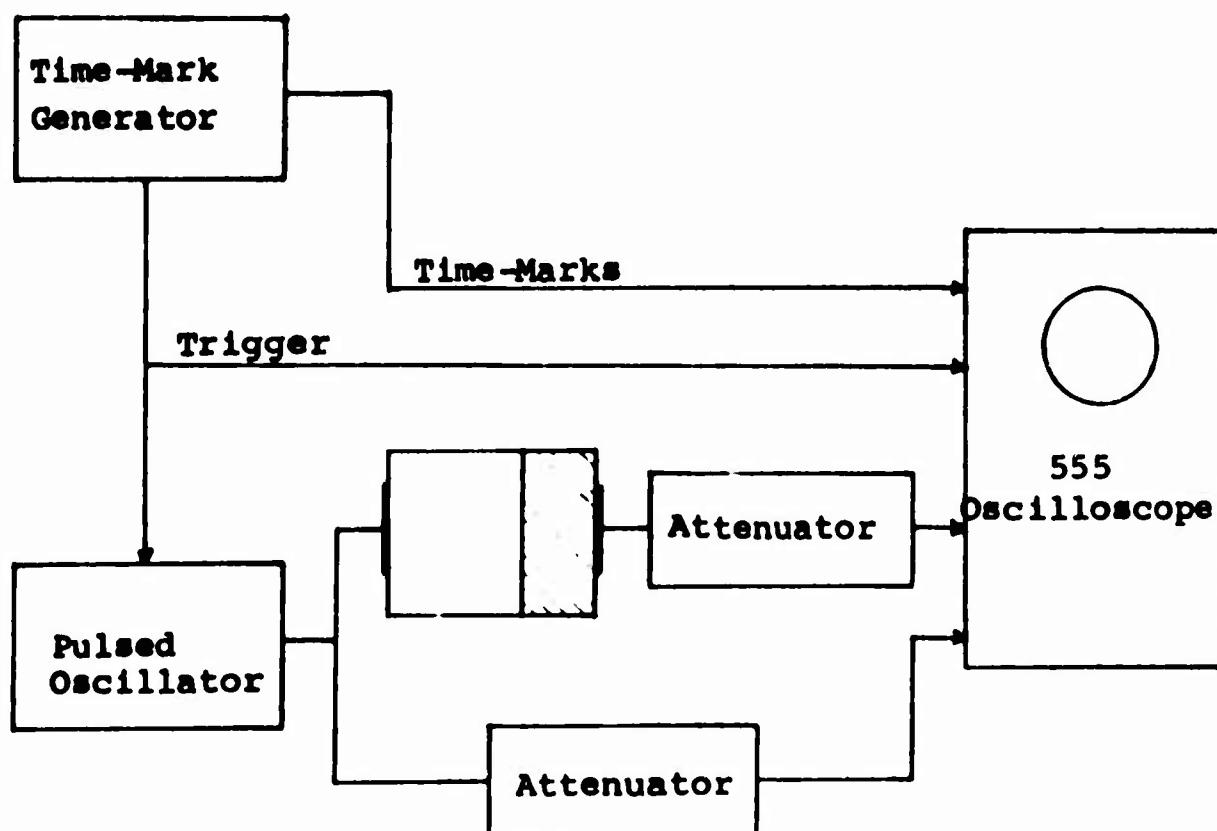 Time-Mark
Generator
Time-Marks
Trigger
555
Oscilloscope
Attenuator
Pulsed
Oscillator
Attenuator